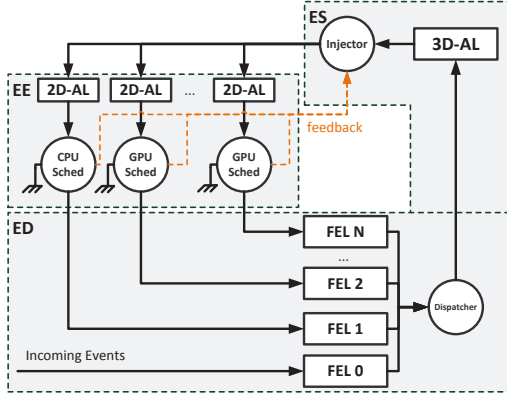 ES
Injector
3D-AL
EE
2D-AL
2D-AL
...
2D-AL
feedback
CPU
Sched
GPU
Sched
GPU
Sched
ED
FEL N
...
FEL 2
Dispatcher
FEL 1
Incoming Events
FEL 0